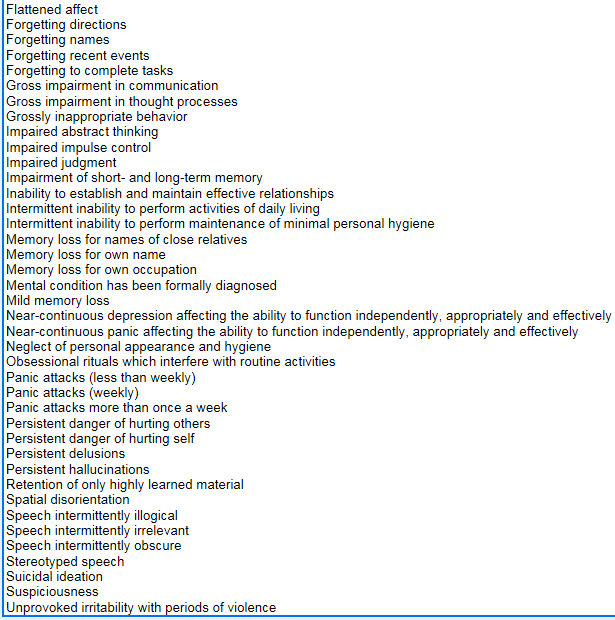 Flattened affect
Forgetting directions
Forgetting names
Forgetting recent events
Forgetting to complete tasks
Gross impairment in communication
Gross impairment in thought processes
Grossly inappropriate behavior
Impaired abstract thinking
Impaired impulse control
Impaired judgment
Impairment of short- and long-term memory
Inability to establish and maintain effective relationships
Intermittent inability to perform activities of daily living
Intermittent inability to perform maintenance of minimal personal hygiene
Memory loss for names of close relatives
Memory loss for own name
Memory loss for own occupation
Mental condition has been formally diagnosed
Mild memory loss
Near-continuous depression affecting the ability to function independently, appropriately and effectively
Near-continuous panic affecting the ability to function independently, appropriately and effectively
Neglect of personal appearance and hygiene
Obsessional rituals which interfere with routine activities
Panic attacks (less than weekly)
Panic attacks (weekly)
Panic attacks more than once a week
Persistent danger of hurting others
Persistent danger of hurting self
Persistent delusions
Persistent hallucinations
Retention of only highly learned material
Spatial disorientation
Speech intermittently illogical
Speech intermittently irrelevant
Speech intermittently obscure
Stereotyped speech
Suicidal ideation
Suspiciousness
Unprovoked irritability with periods of violence